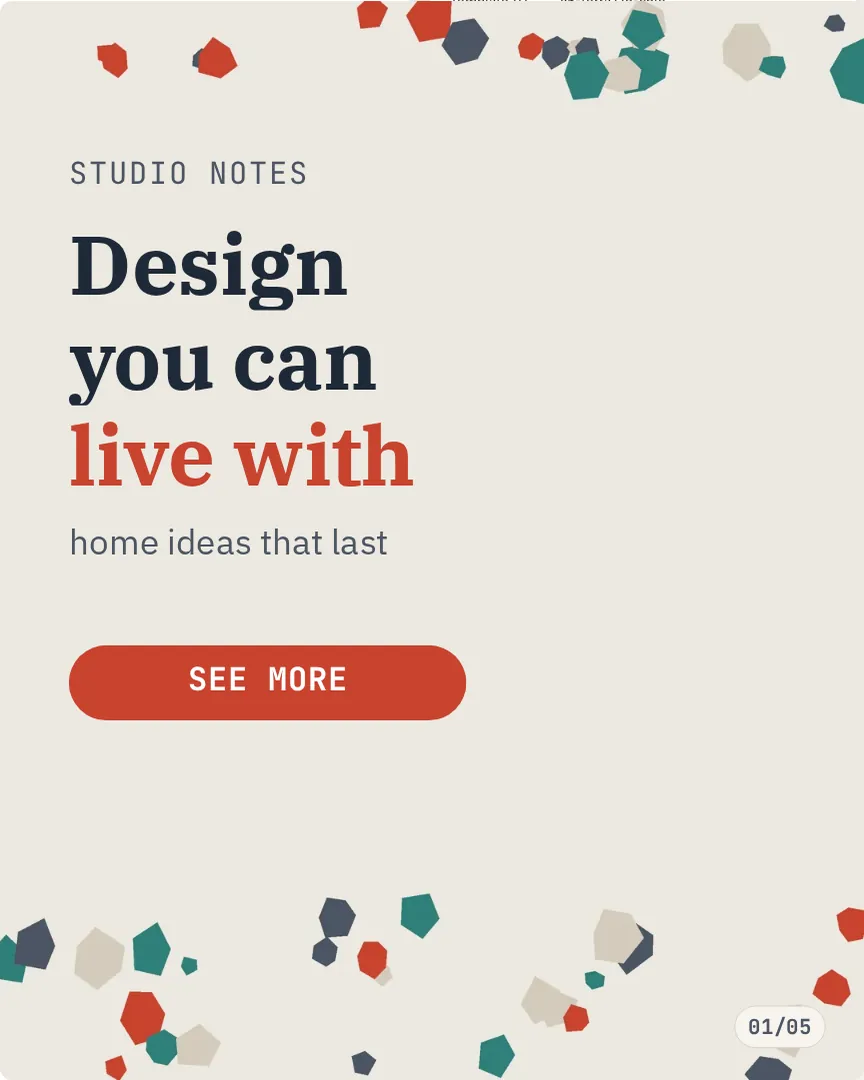 STUDIO NOTES
Design
you can
live with
home ideas that last
SEE MORE
01/05